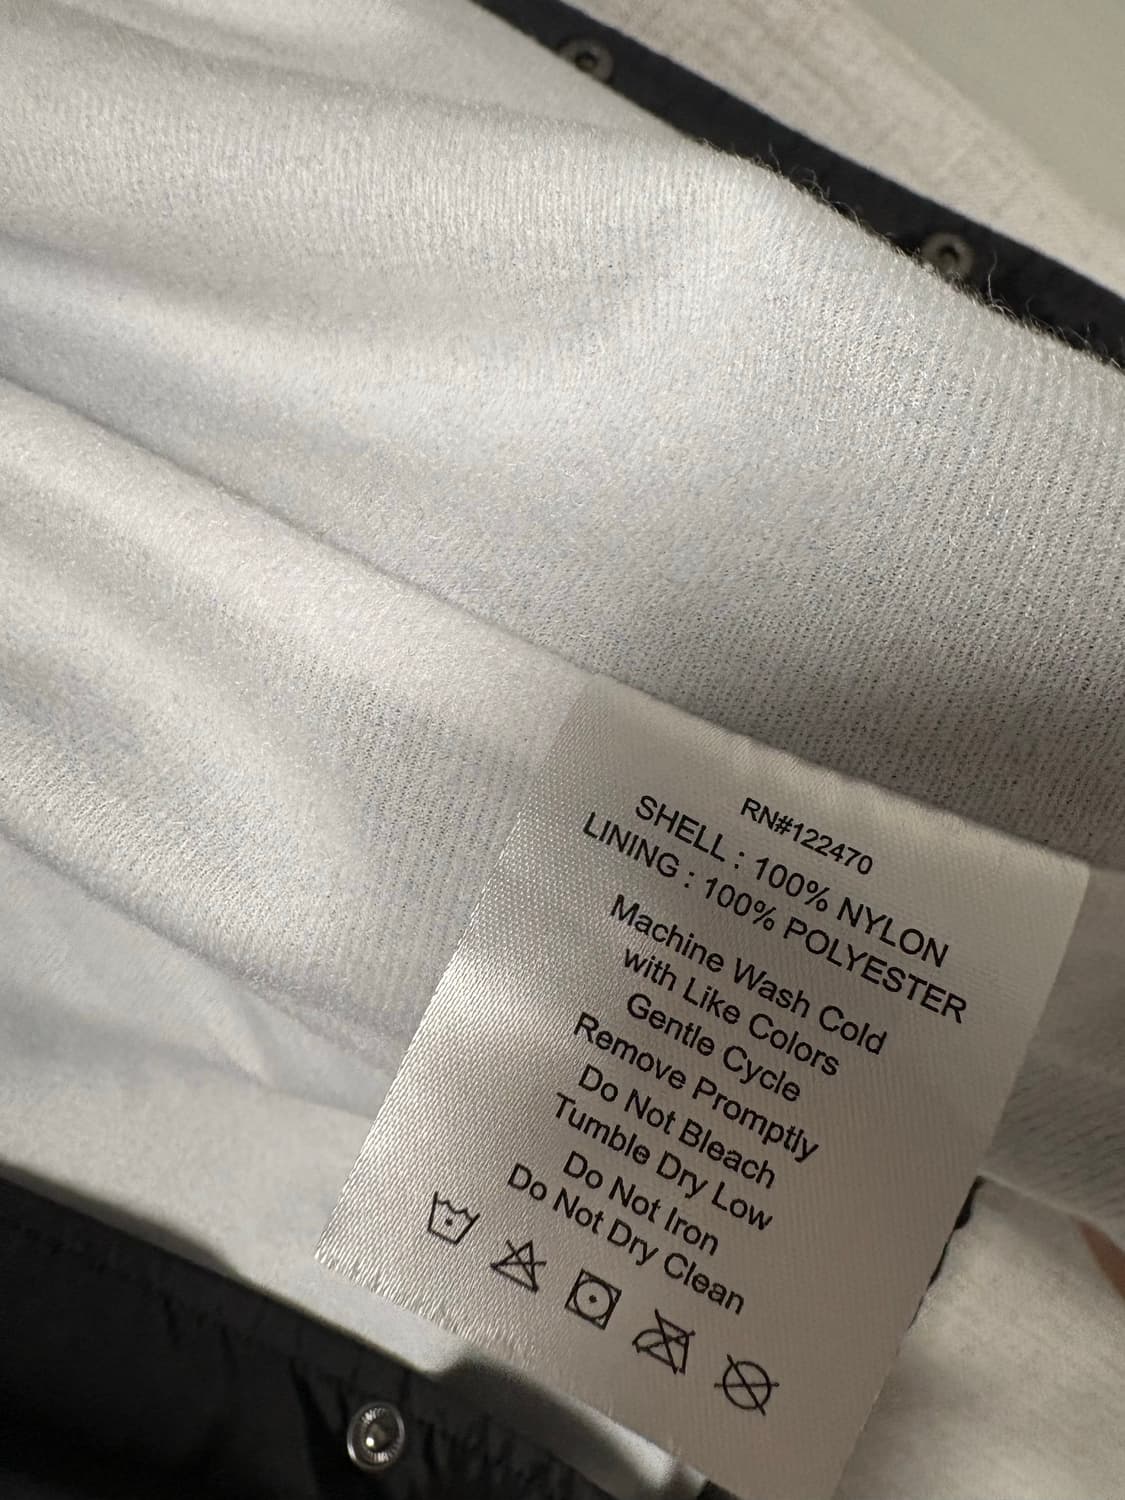 RN#122470
SHELL : 100% NYLON
LINING : 100% POLYESTER
Machine Wash Cold
with Like Colors
Gentle Cycle
Remove Promptly
Do Not Bleach
Tumble Dry Low
Do Not Iron
Do Not Dry Clean